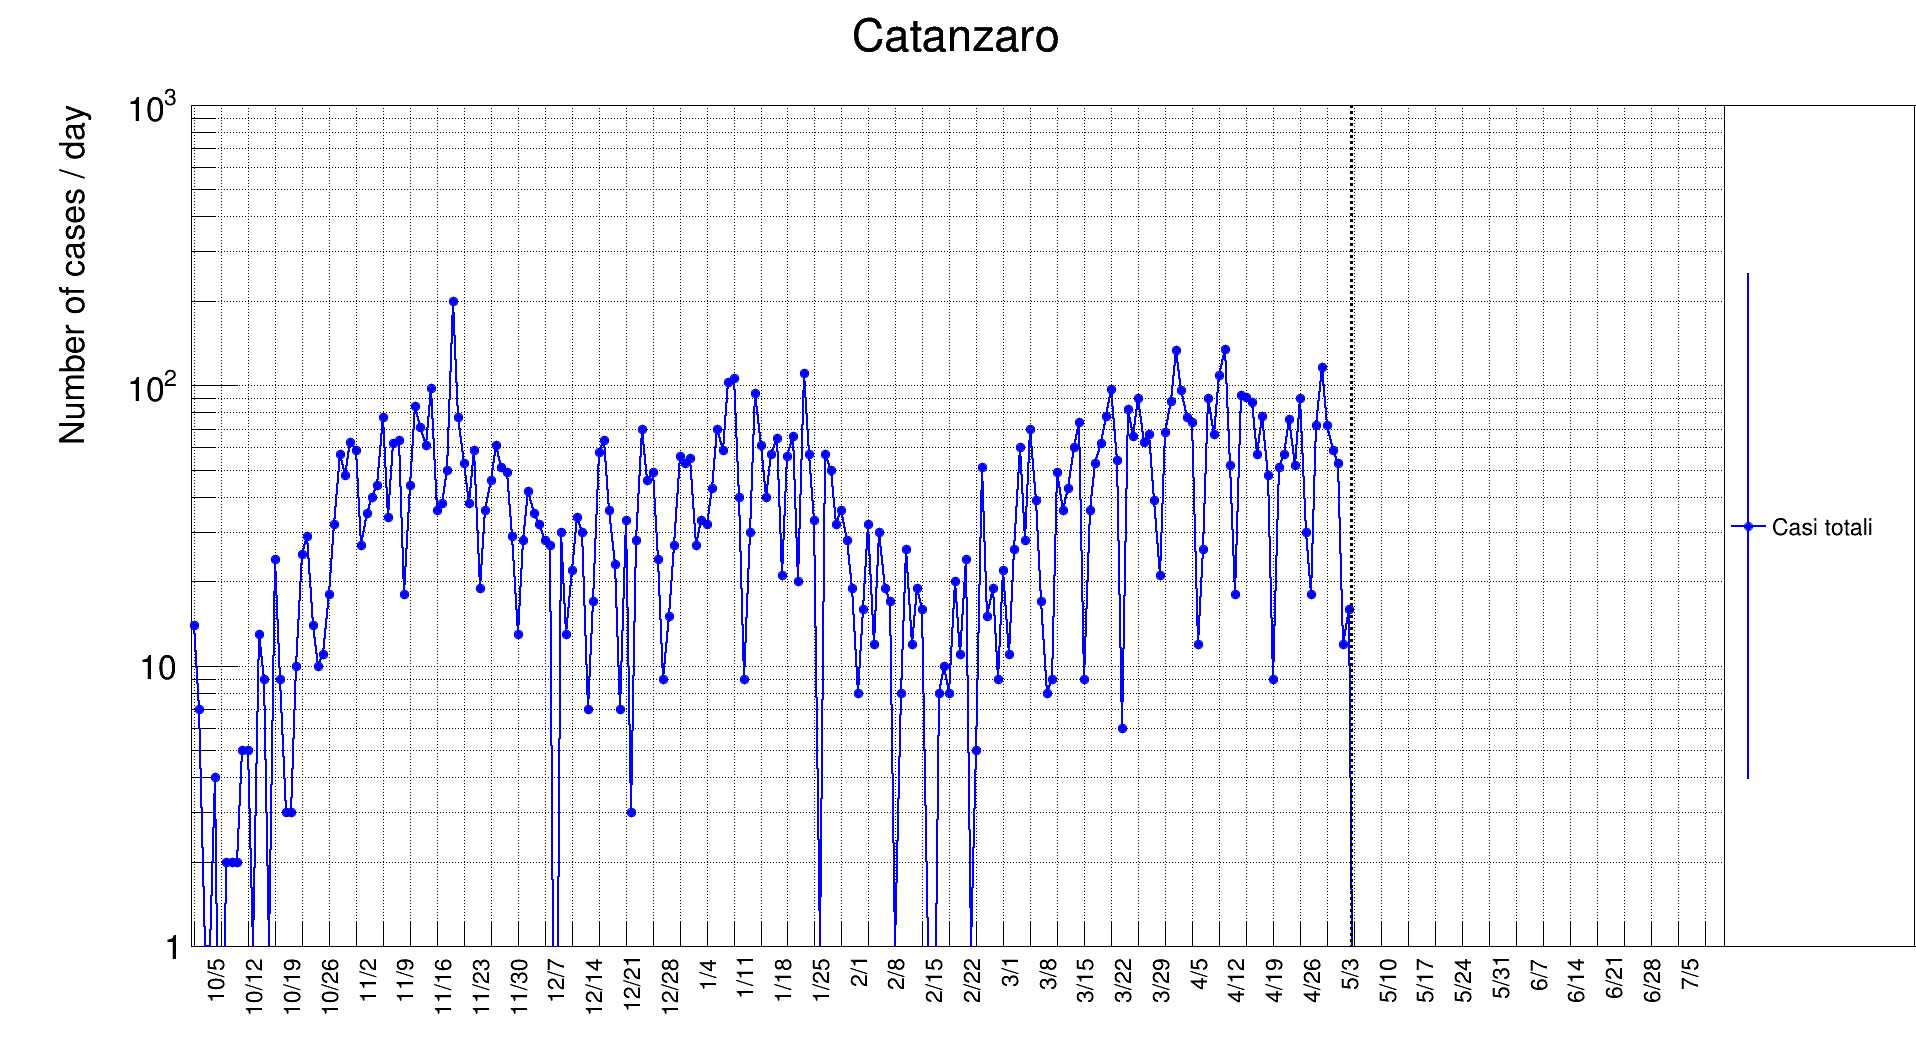 Catanzaro
Number of cases / day
10³
10²
10
1
10/5 10/12 10/19 10/26 11/2 11/9 11/16 11/23 11/30 12/7 12/14 12/21 12/28 1/4 1/11 1/18 1/25 2/1 2/8 2/15 2/22 3/1 3/8 3/15 3/22 3/29 4/5 4/12 4/19 4/26 5/3 5/10 5/17 5/24 5/31 6/7 6/14 6/21 6/28 7/5
Casi totali